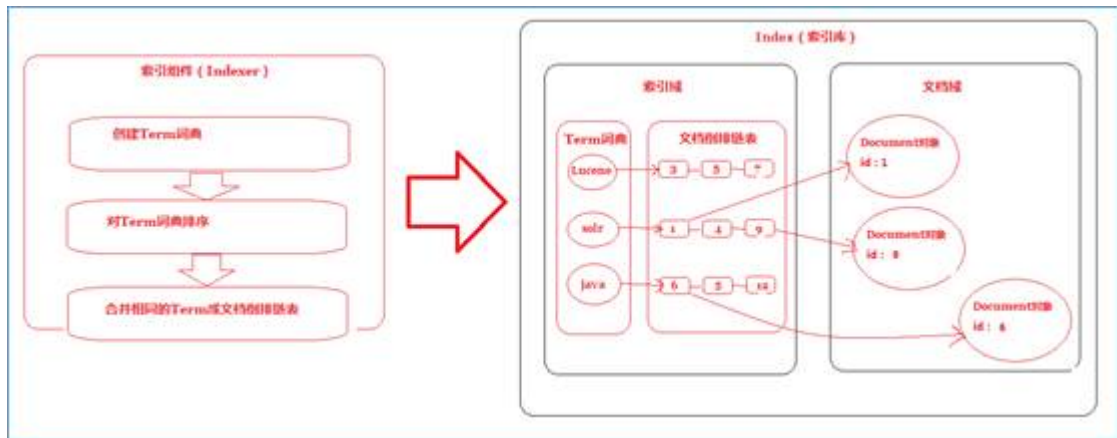 索引组件（Indexer）
创建Term词典
对Term词典排序
合并相同的Term成文档倒排链表
Index（索引库）
索引域
文档域
Term词典
文档倒排链表
Lucene
3
5
7
solr
1
4
9
java
6
5
12
Document对象
id：1
Document对象
id：
Document对象
id： 6